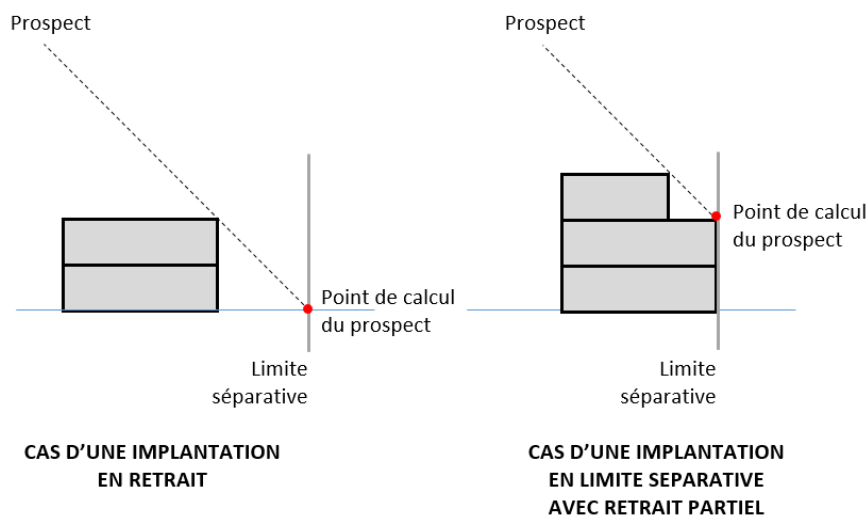 Prospect
Point de calcul
du prospect
Limite
séparative
CAS D'UNE IMPLANTATION
EN RETRAIT
Prospect
Point de calcul
du prospect
Limite
séparative
CAS D'UNE IMPLANTATION
EN LIMITE SEPARATIVE
AVEC RETRAIT PARTIEL